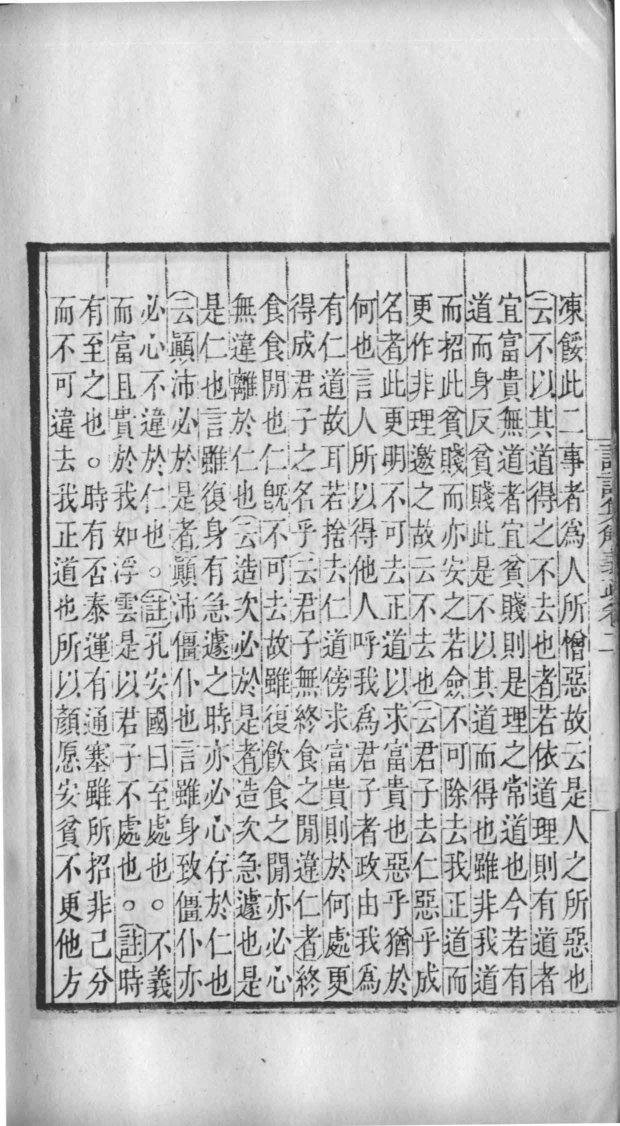 凍餒此二事者為人所憎惡故云是人之所惡也
云不以其道得之不去也者若依道理則有道者
宜富貴無道者宜貧賤則是理之常道也今若有
道而身反貧賤此是不以其道而得也雖非我道
而招此貧賤而亦安之若僉不可除去我正道而
更作非理邀之故云不去也云君子去仁惡乎成
名者此更明不可去正道以求富貴也惡乎猶於
何也言人所以得他人呼我為君子者政由我為
有仁道故耳若捨去仁道傍求富貴則於何處更
得成君子之名乎云君子無終食之閒違仁者終
食食閒也仁既不可去故雖復飲食之閒亦必心
無違離於仁也云造次必於是者造次急遽也是
是仁也言雖復身有急遽之時亦必心存於仁也
云顛沛必於是者顛沛僵仆也言雖身致僵仆亦
必心不違於仁也。註孔安國曰至處也。不義
而富且貴於我如浮雲是以君子不處也。註時
有至之也。時有否泰運有通塞雖所招非己分
而不可違去我正道也所以顏愿安貧不更他方